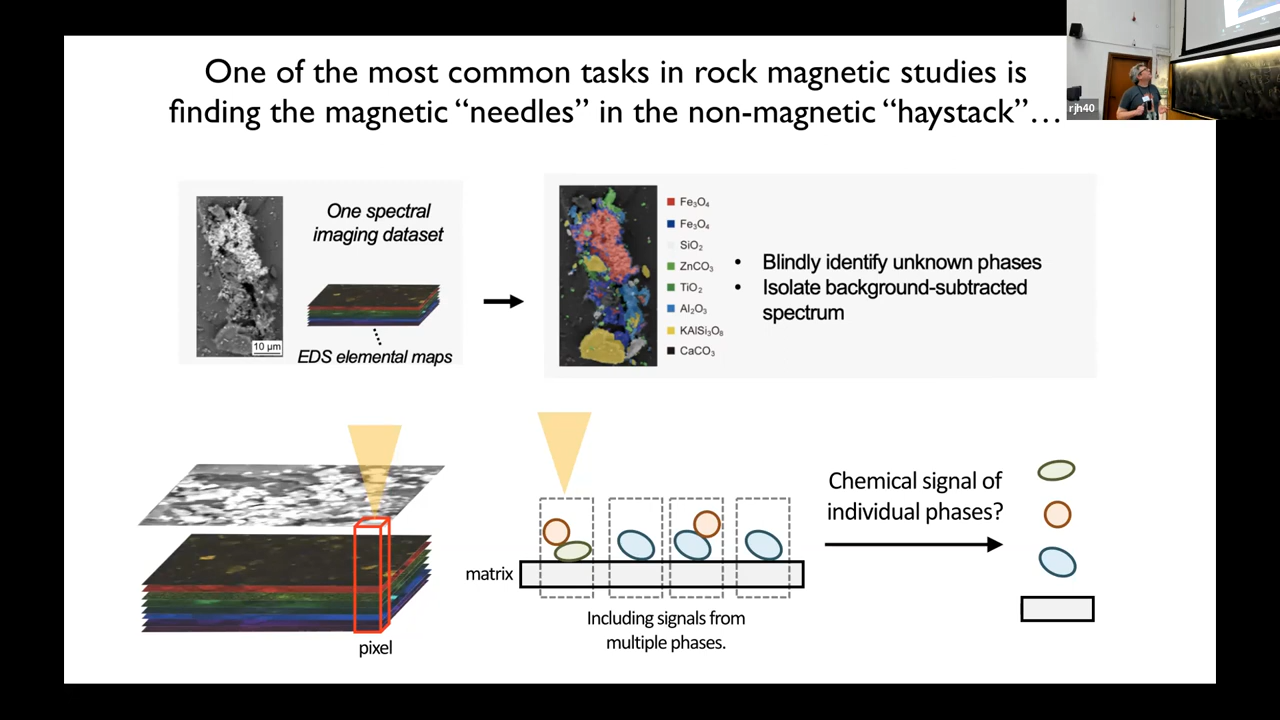 One of the most common tasks in rock magnetic studies is
finding the magnetic “needles” in the non-magnetic “haystack”…
rjh40
One spectral
imaging dataset
10 μm
EDS elemental maps
Fe₃O₄
Fe₃O₄
SiO₂
ZnCO₃
TiO₂
Al₂O₃
KAlSi₃O₈
CaCO₃
• Blindly identify unknown phases
• Isolate background-subtracted
spectrum
pixel
matrix
Including signals from
multiple phases.
Chemical signal of
individual phases?